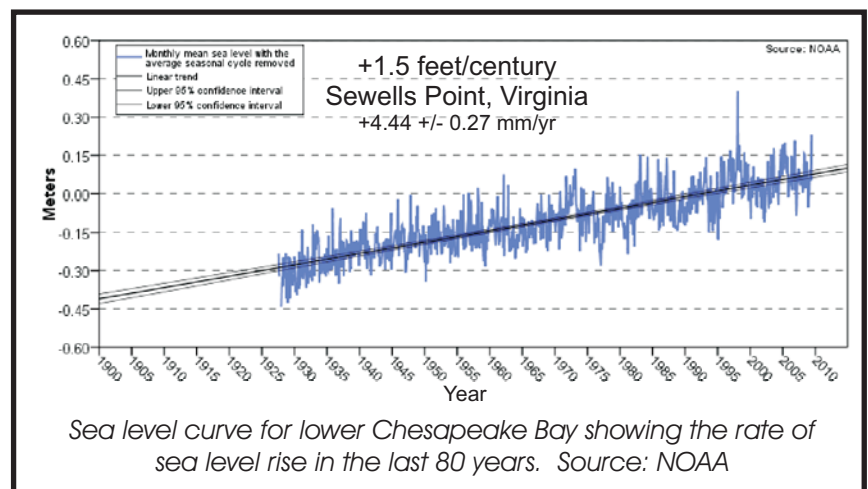 0.60
0.45
0.30
0.15
0.00
-0.15
-0.30
-0.45
-0.60
Meters
Monthly mean sea level with the
average seasonal cycle removed
Linear trend
Upper 95% confidence interval
Lower 95% confidence interval
Source: NOAA
+1.5 feet/century
Sewells Point, Virginia
+4.44 +/- 0.27 mm/yr
1900
1905
1910
1915
1920
1925
1930
1935
1940
1945
1950
1955
1960
1965
1970
1975
1980
1985
1990
1995
2000
2005
2010
Year
Sea level curve for lower Chesapeake Bay showing the rate of
sea level rise in the last 80 years. Source: NOAA